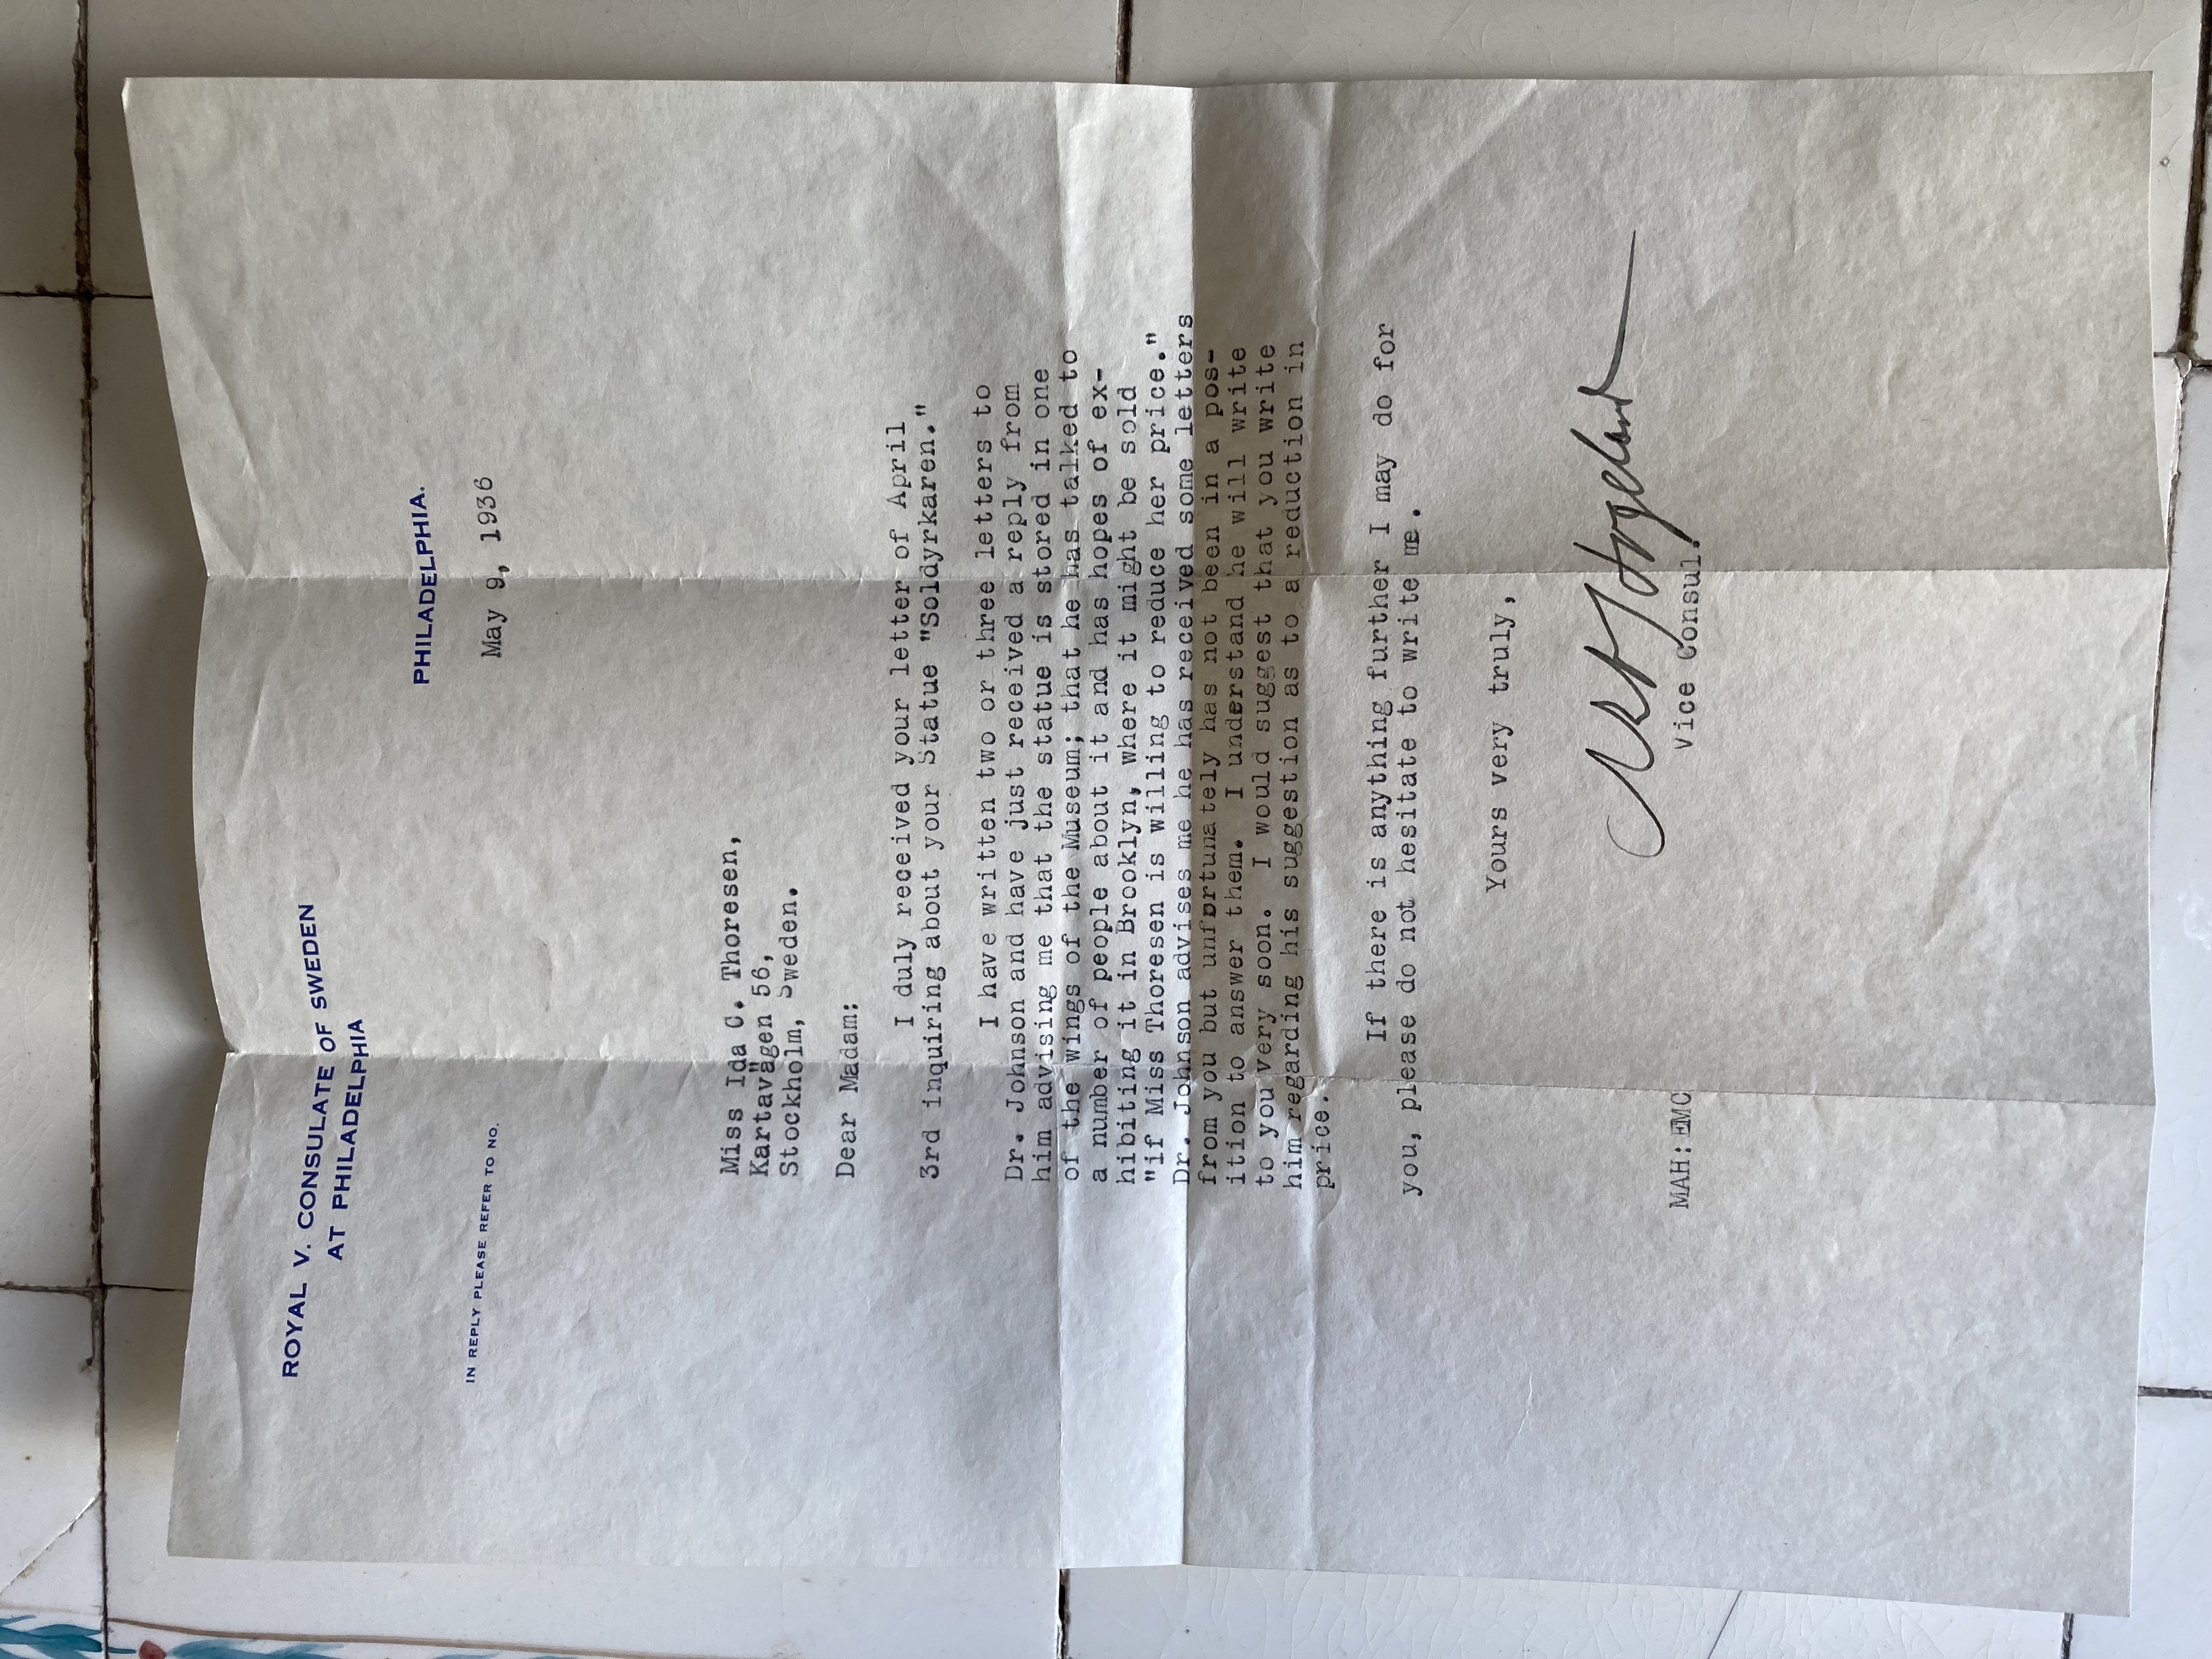 ROYAL V. CONSULATE OF SWEDEN
AT PHILADELPHIA
PHILADELPHIA.
IN REPLY PLEASE REFER TO NO.
May 9, 1936
Miss Ida C. Thoresen,
Kartavägen 56,
Stockholm, Sweden.
Dear Madam:
I duly received your letter of April
3rd inquiring about your Statue "Soldyrkaren."
I have written two or three letters to
Dr. Johnson and have just received a reply from
him advising me that the statue is stored in one
of the wings of the Museum; that he has talked to
a number of people about it and has hopes of ex-
hibiting it in Brooklyn, where it might be sold
"if Miss Thoresen is willing to reduce her price."
Dr. Johnson advises me he has received some letters
from you but unfortunately has not been in a pos-
ition to answer them. I understand he will write
to you very soon. I would suggest that you write
him regarding his suggestion as to a reduction in
price.
If there is anything further I may do for
you, please do not hesitate to write me.
Yours very truly,
Hogeland
Vice Consul.
MAH:EMC